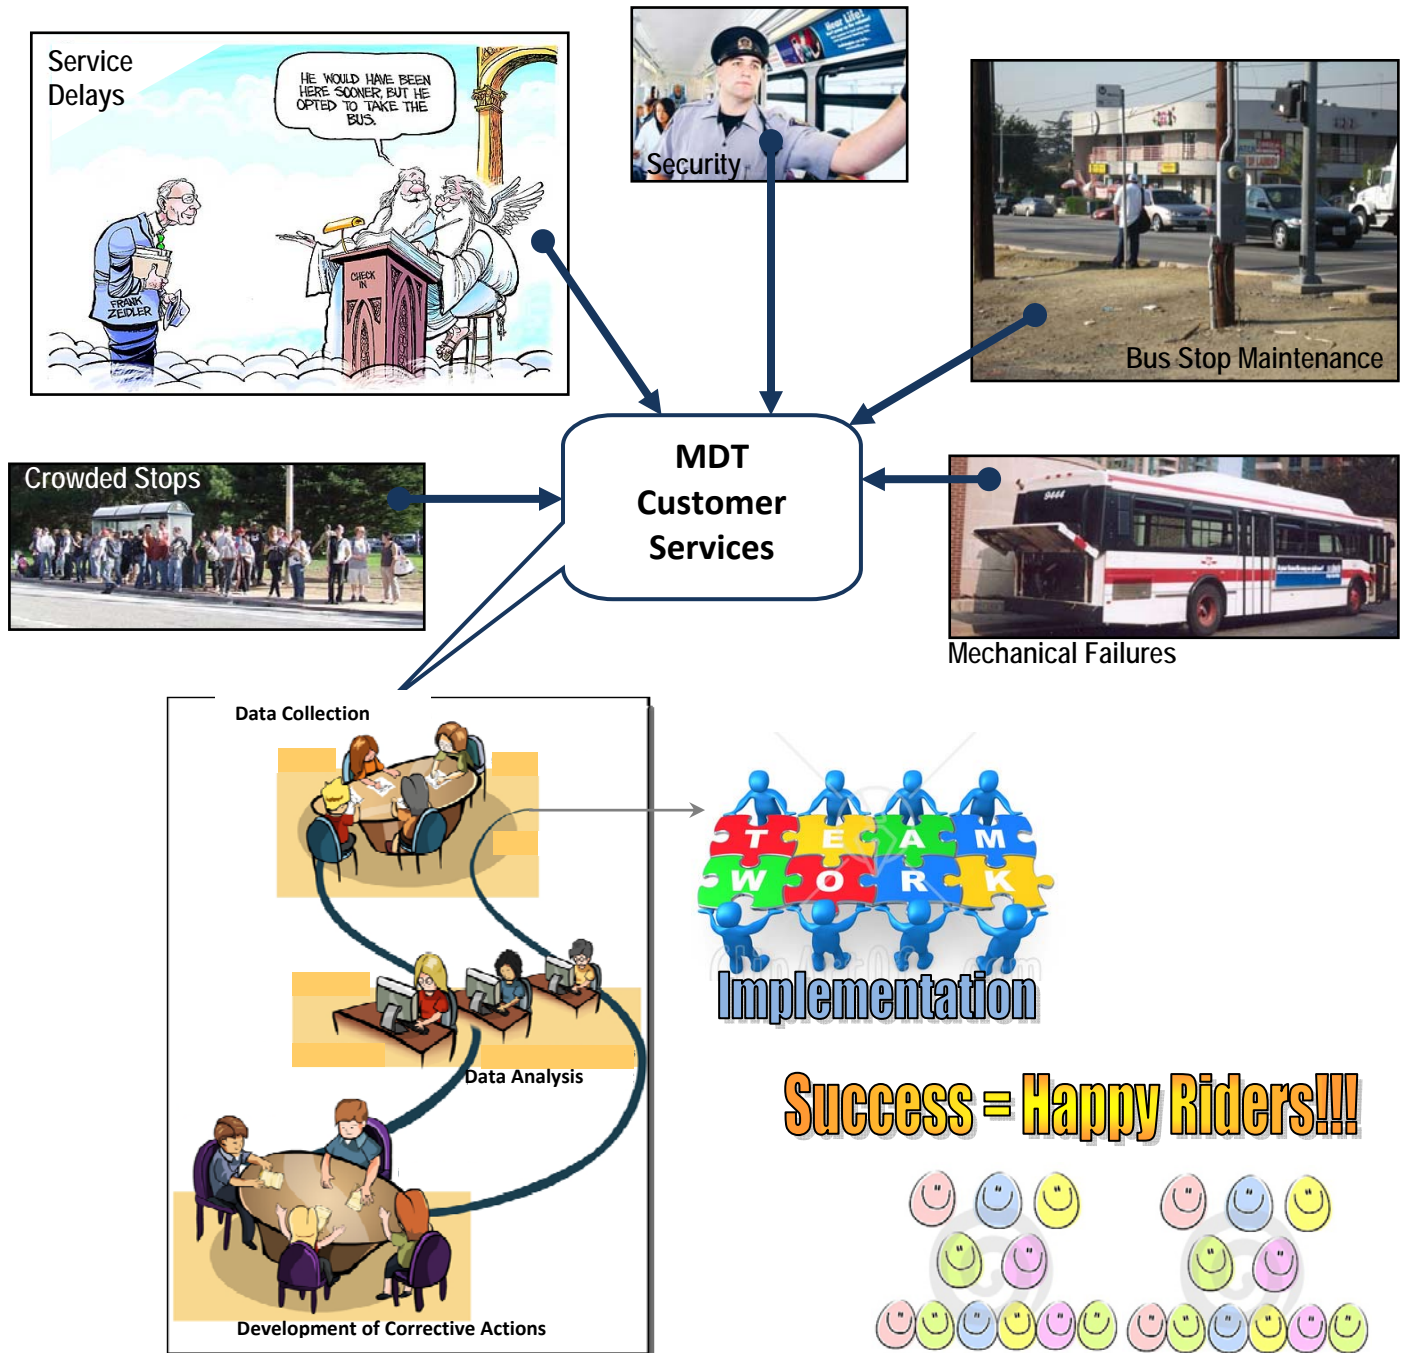 Service
Delays
HE WOULD HAVE BEEN
HERE SOONER, BUT HE
OPTED TO TAKE THE
BUS.
CHECK
IN
FRANK
ZEIDLER
Security
Bus Stop Maintenance
Crowded Stops
MDT
Customer
Services
9444
Mechanical Failures
Data Collection
T E A M
W O R K
Implementation
Data Analysis
Success = Happy Riders!!!
Development of Corrective Actions